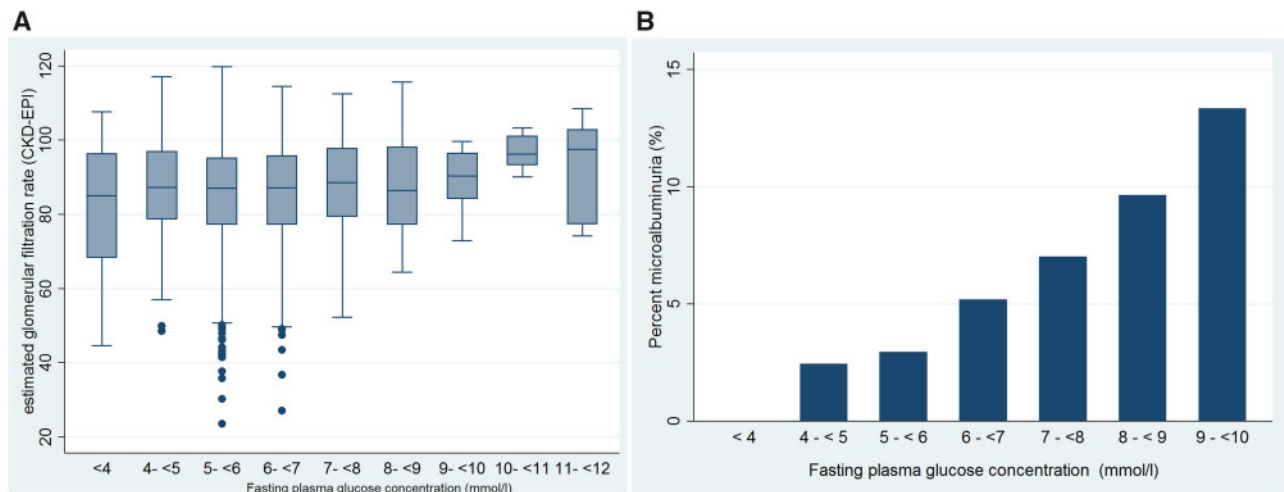 A
estimated glomerular filtration rate (CKD-EPI)
120
100
80
60
40
20
<4 4- <5 5- <6 6- <7 7- <8 8- <9 9- <10 10- <11 11- <12
Fasting plasma glucose concentration (mmol/l)
B
Percent microalbuminuria (%)
15
10
5
0
< 4 4 - < 5 5 - < 6 6 - <7 7 - <8 8 - < 9 9 - <10
Fasting plasma glucose concentration (mmol/l)